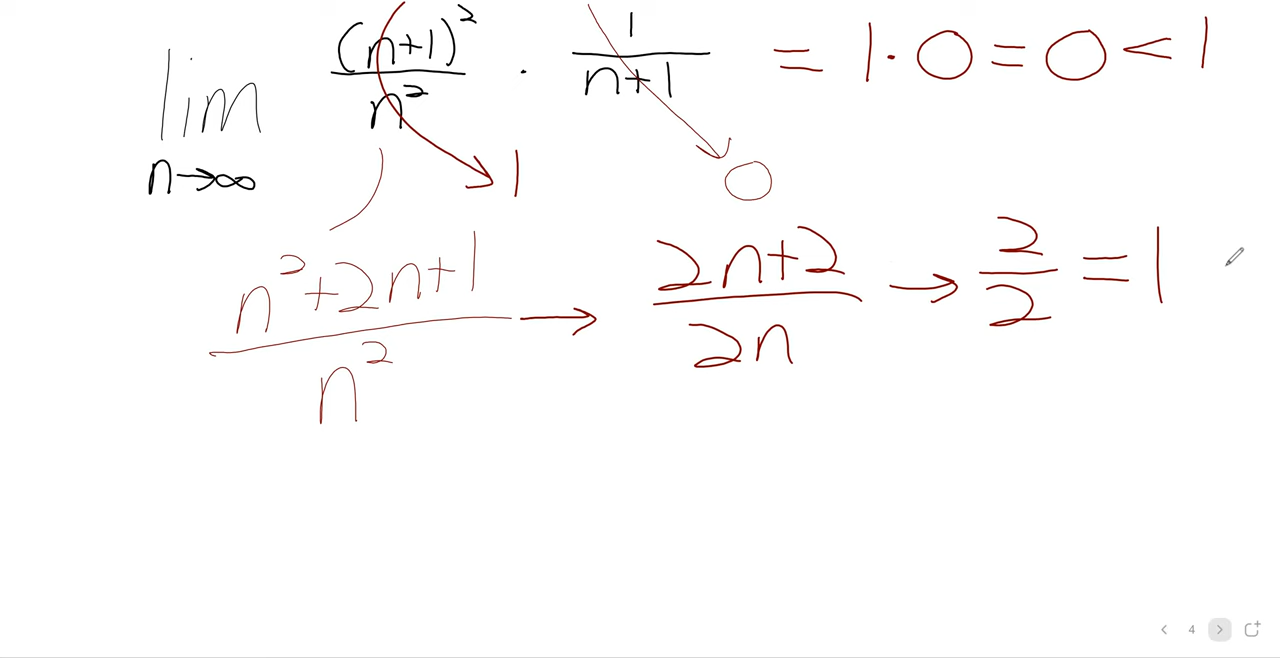 lim n→∞ (n+1)²/n² · 1/(n+1) = 1·0 = 0 < 1
1 0
(n²+2n+1)/n² → (2n+2)/2n → 2/2 = 1
4